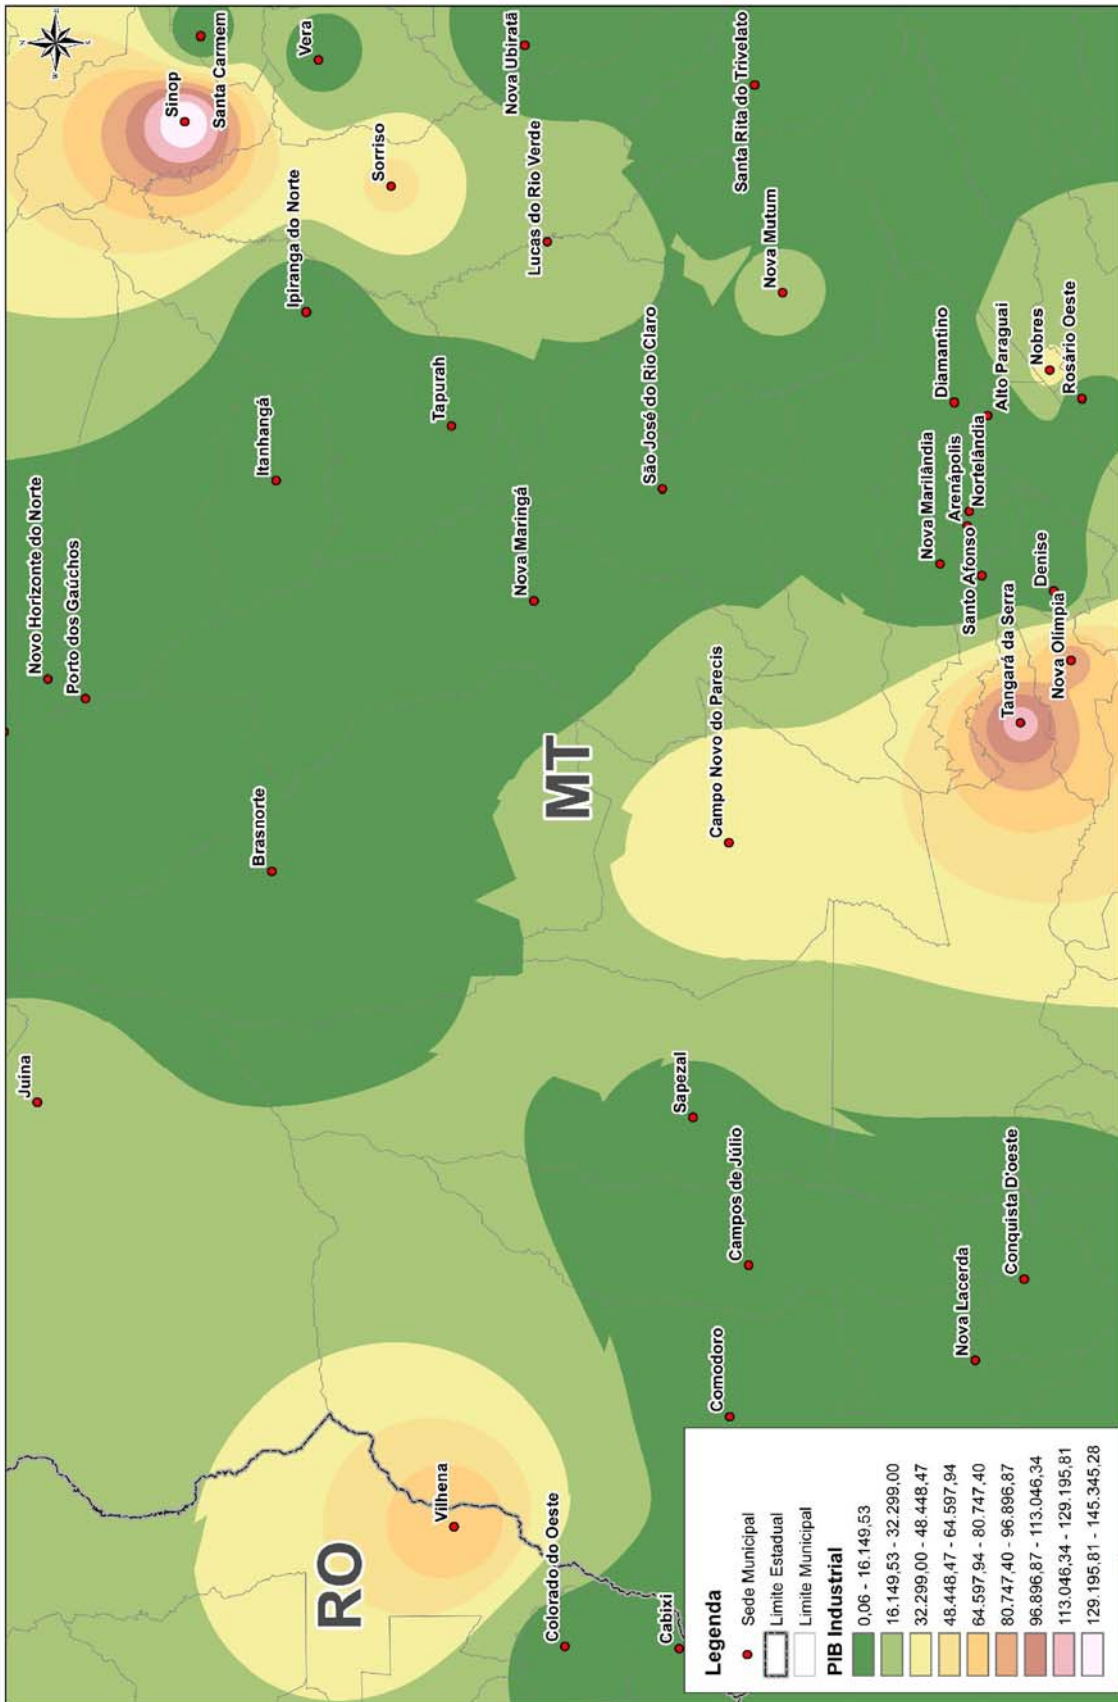 Juina
Novo Horizonte do Norte
Porto dos Gaúchos
Sinop
Santa Carmem
Vera
Brasnorte
Itanhangá
Ipiranga do Norte
Sorriso
RO
Vilhena
Tapurah
Nova Maringá
Lucas do Rio Verde
Nova Ubiratã
Colorado do Oeste
MT
Cabixi
Sapezal
São José do Rio Claro
Comodoro
Campos de Júlio
Campo Novo do Parecis
Nova Mutum
Santa Rita do Trivelato
Nova Lacerda
Conquista D'oeste
Nova Marilândia
Arenápolis
Nortelândia
Santo Afonso
Diamantino
Alto Paraguai
Tangará da Serra
Denise
Nova Olímpia
Nobres
Rosário Oeste
Legenda
Sede Municipal
Limite Estadual
Limite Municipal
PIB Industrial
0,06 - 16.149,53
16.149,53 - 32.299,00
32.299,00 - 48.448,47
48.448,47 - 64.597,94
64.597,94 - 80.747,40
80.747,40 - 96.896,87
96.896,87 - 113.046,34
113.046,34 - 129.195,81
129.195,81 - 145.345,28